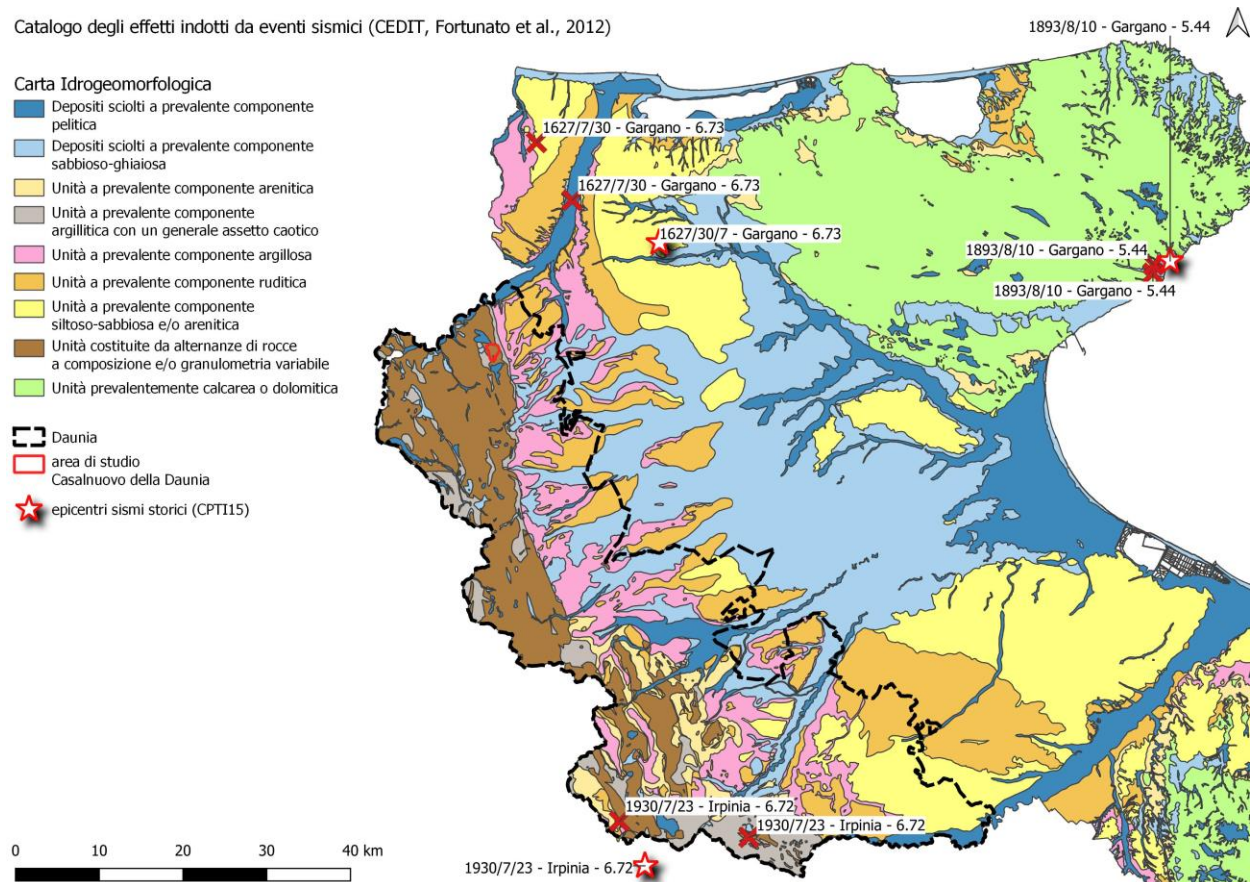 Catalogo degli effetti indotti da eventi sismici (CEDIT, Fortunato et al., 2012)
1893/8/10 - Gargano - 5.44
Carta Idrogeomorfologica
Depositi sciolti a prevalente componente
pelitica
Depositi sciolti a prevalente componente
sabbioso-ghiaiosa
Unità a prevalente componente arenitica
Unità a prevalente componente
argillitica con un generale assetto caotico
Unità a prevalente componente argillosa
Unità a prevalente componente ruditica
Unità a prevalente componente
siltoso-sabbiosa e/o arenitica
Unità costituite da alternanze di rocce
a composizione e/o granulometria variabile
Unità prevalentemente calcarea o dolomitica
Daunia
area di studio
Casalnuovo della Daunia
epicentri sismi storici (CPTI15)
1627/7/30 - Gargano - 6.73
1627/7/30 - Gargano - 6.73
1627/30/7 - Gargano - 6.73
1893/8/10 - Gargano - 5.44
1893/8/10 - Gargano - 5.44
1930/7/23 - Irpinia - 6.72
1930/7/23 - Irpinia - 6.72
1930/7/23 - Irpinia - 6.72
0 10 20 30 40 km